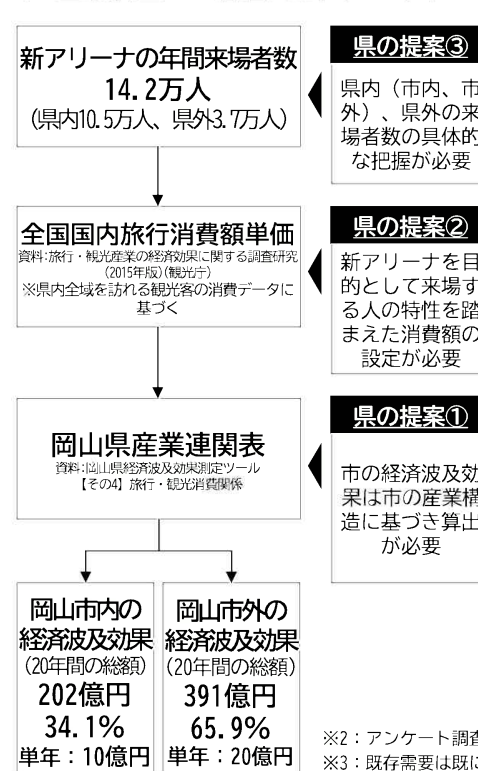 新アリーナの年間来場者数
14.2万人
(県内10.5万人、県外3.7万人)
県の提案③
県内（市内、市
外）、県外の来
場者数の具体的
な把握が必要
全国国内旅行消費額単価
資料:旅行・観光産業の経済効果に関する調査研究
(2015年版)(観光庁)
※県内全域を訪れる観光客の消費データに
基づく
県の提案②
新アリーナを目
的として来場す
る人の特性を踏
まえた消費額の
設定が必要
岡山県産業連関表
資料:岡山県経済波及効果測定ツール
【その4】旅行・観光消費関係
県の提案①
市の経済波及効
果は市の産業構
造に基づき算出
が必要
岡山市内の
経済波及効果
(20年間の総額)
202億円
34.1%
単年：10億円
岡山市外の
経済波及効果
(20年間の総額)
391億円
65.9%
単年：20億円
※2：アンケート調査
※3：既存需要は既に